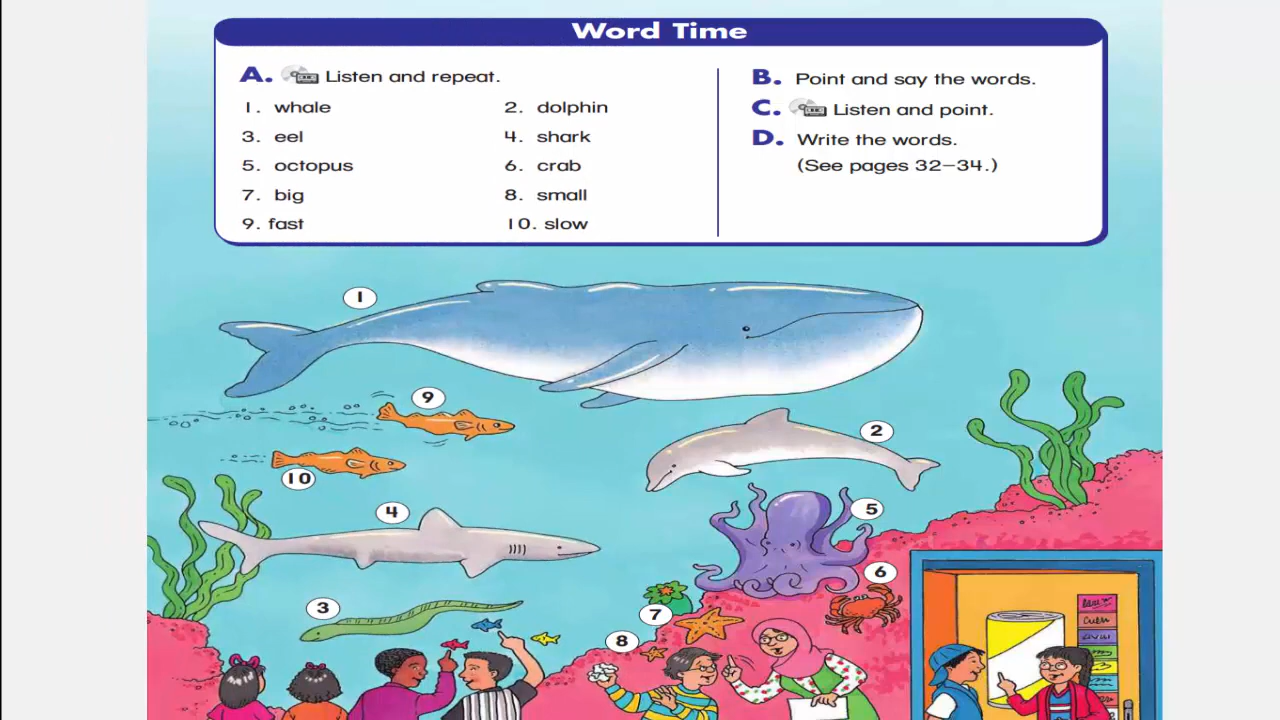 Word Time
A. Listen and repeat.
1. whale
2. dolphin
3. eel
4. shark
5. octopus
6. crab
7. big
8. small
9. fast
10. slow
B. Point and say the words.
C. Listen and point.
D. Write the words.
(See pages 32–34.)
1
9
2
10
4
5
6
3
7
8